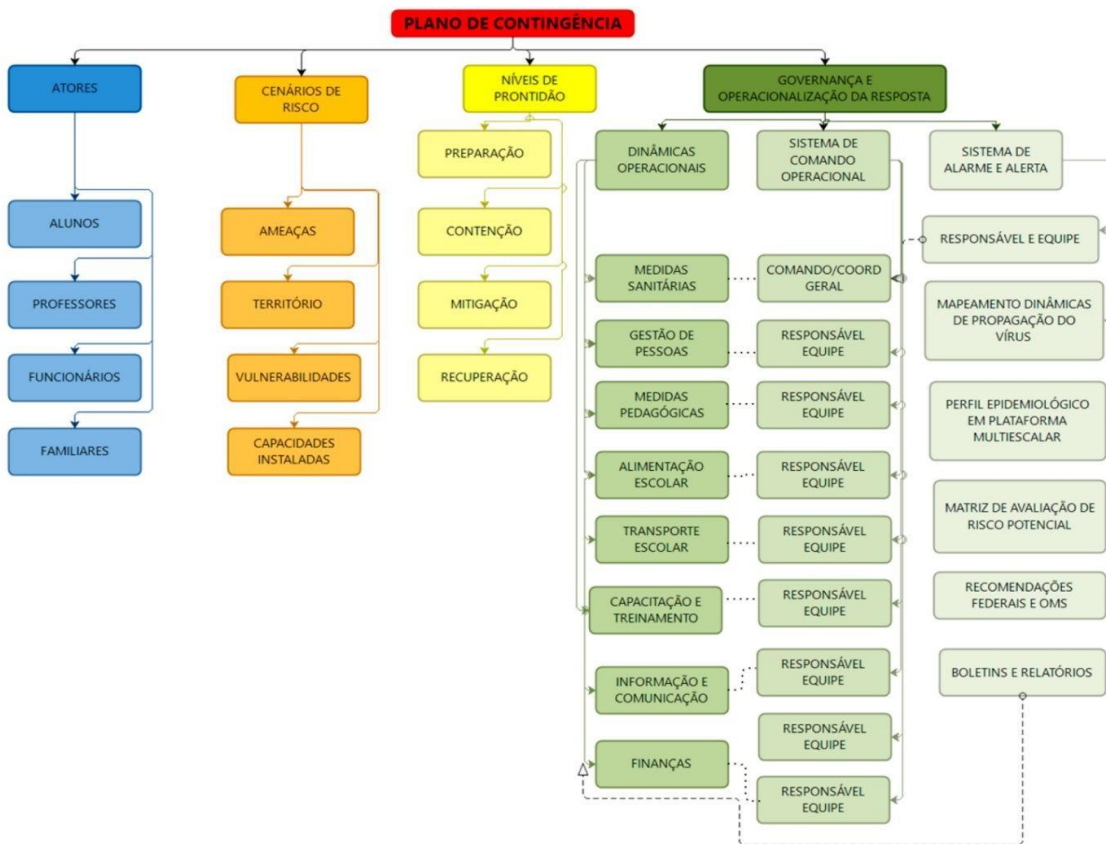 PLANO DE CONTINGÊNCIA
ATORES
ALUNOS
PROFESSORES
FUNCIONÁRIOS
FAMILIARES
CENÁRIOS DE
RISCO
AMEAÇAS
TERRITÓRIO
VULNERABILIDADES
CAPACIDADES
INSTALADAS
NÍVEIS DE
PRONTIDÃO
PREPARAÇÃO
CONTENÇÃO
MITIGAÇÃO
RECUPERAÇÃO
GOVERNANÇA E
OPERACIONALIZAÇÃO DA RESPOSTA
DINÂMICAS
OPERACIONAIS
MEDIDAS
SANITÁRIAS
GESTÃO DE
PESSOAS
MEDIDAS
PEDAGÓGICAS
ALIMENTAÇÃO
ESCOLAR
TRANSPORTE
ESCOLAR
CAPACITAÇÃO E
TREINAMENTO
INFORMAÇÃO E
COMUNICAÇÃO
FINANÇAS
SISTEMA DE
COMANDO
OPERACIONAL
COMANDO/COORD
GERAL
RESPONSÁVEL
EQUIPE
RESPONSÁVEL
EQUIPE
RESPONSÁVEL
EQUIPE
RESPONSÁVEL
EQUIPE
RESPONSÁVEL
EQUIPE
RESPONSÁVEL
EQUIPE
RESPONSÁVEL
EQUIPE
RESPONSÁVEL
EQUIPE
SISTEMA DE
ALARME E ALERTA
RESPONSÁVEL E EQUIPE
MAPEAMENTO DINÂMICAS
DE PROPAGAÇÃO DO
VÍRUS
PERFIL EPIDEMIOLÓGICO
EM PLATAFORMA
MULTIESCALAR
MATRIZ DE AVALIAÇÃO DE
RISCO POTENCIAL
RECOMENDAÇÕES
FEDERAIS E OMS
BOLETINS E RELATÓRIOS